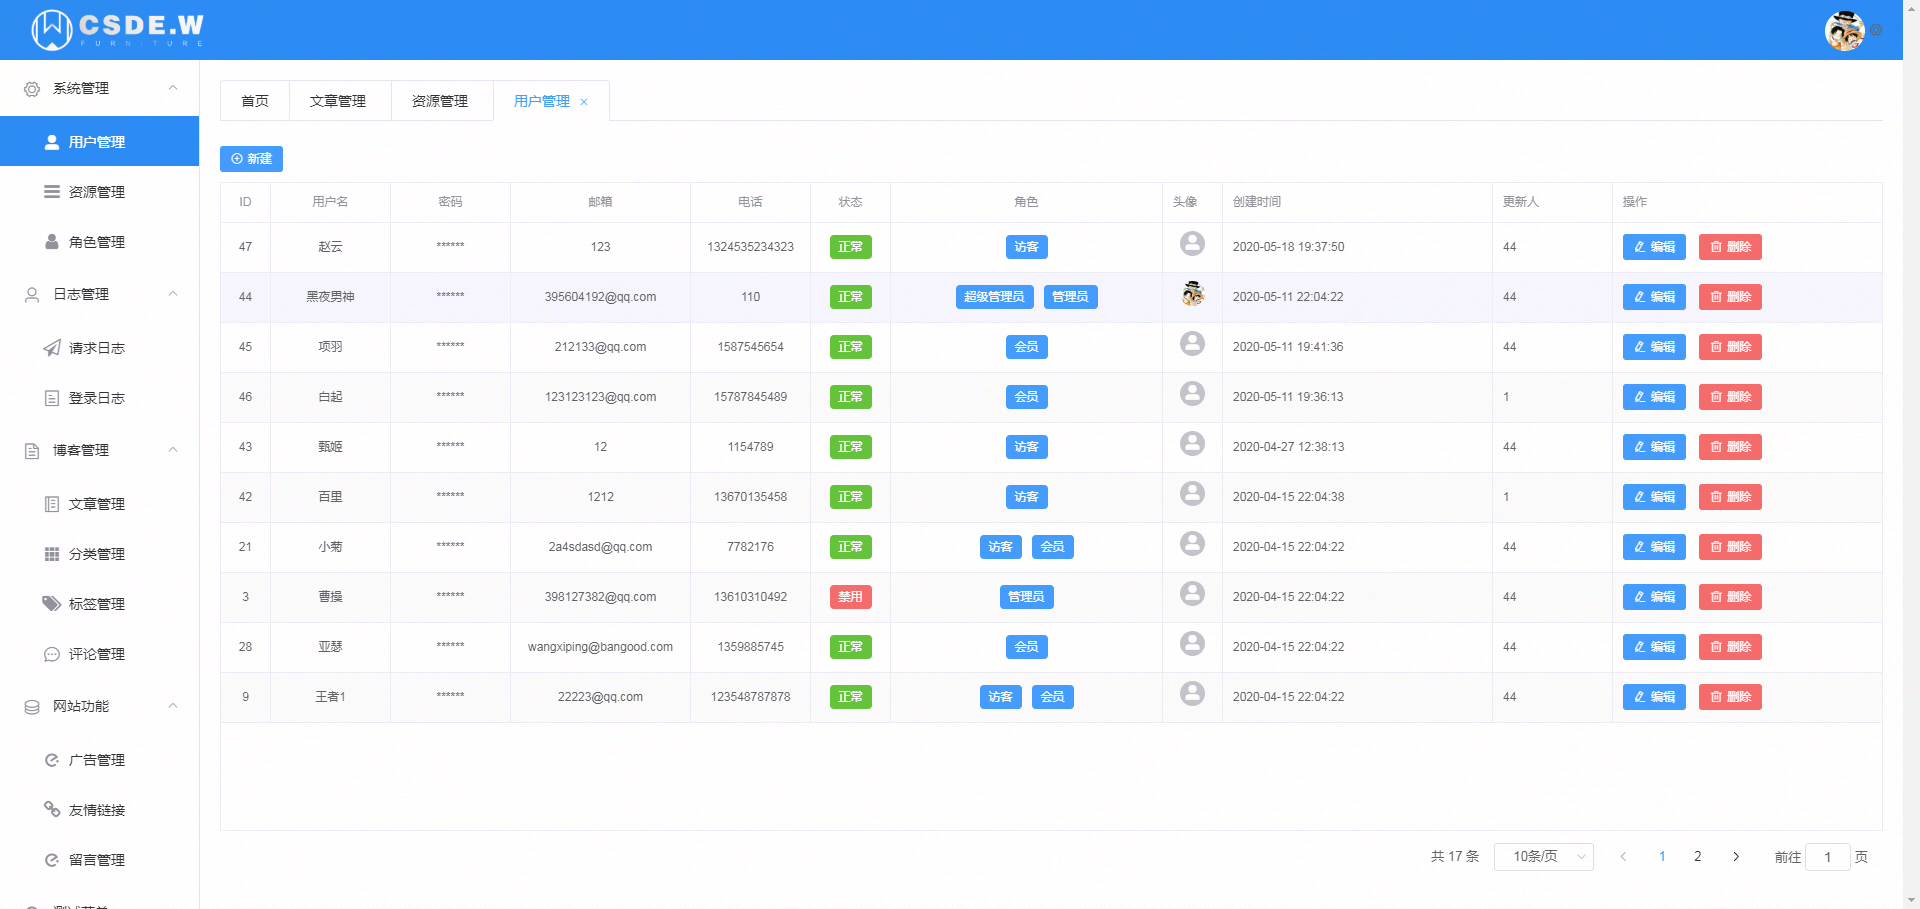 CSDE.W
FURNITURE
系统管理
用户管理
资源管理
角色管理
日志管理
请求日志
登录日志
博客管理
文章管理
分类管理
标签管理
评论管理
网站功能
广告管理
友情链接
留言管理
首页 文章管理 资源管理 用户管理 ×
新建
ID 用户名 密码 邮箱 电话 状态 角色 头像 创建时间 更新人 操作
47 赵云 ****** 123 1324535234323 正常 访客 2020-05-18 19:37:50 44 编辑 删除
44 黑夜男神 ****** 395604192@qq.com 110 正常 超级管理员 管理员 2020-05-11 22:04:22 44 编辑 删除
45 项羽 ****** 212133@qq.com 1587545654 正常 会员 2020-05-11 19:41:36 44 编辑 删除
46 白起 ****** 123123123@qq.com 15787845489 正常 会员 2020-05-11 19:36:13 1 编辑 删除
43 甄姬 ****** 12 1154789 正常 访客 2020-04-27 12:38:13 44 编辑 删除
42 百里 ****** 1212 13670135458 正常 访客 2020-04-15 22:04:38 1 编辑 删除
21 小菊 ****** 2a4sdasd@qq.com 7782176 正常 访客 会员 2020-04-15 22:04:22 44 编辑 删除
3 曹操 ****** 398127382@qq.com 13610310492 禁用 管理员 2020-04-15 22:04:22 44 编辑 删除
28 亚瑟 ****** wangxiping@bangood.com 1359885745 正常 会员 2020-04-15 22:04:22 44 编辑 删除
9 王者1 ****** 22223@qq.com 123548787878 正常 访客 会员 2020-04-15 22:04:22 44 编辑 删除
共 17 条 10条/页 1 2 前往 1 页